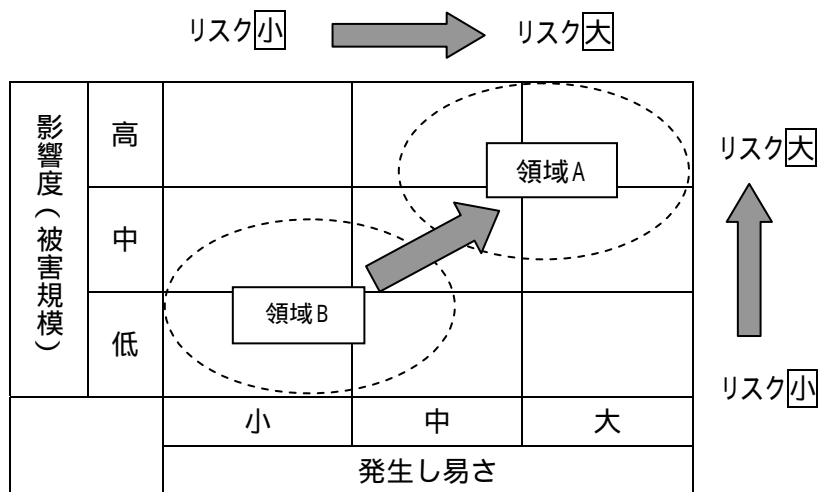 リスク小 リスク大
影響度(被害規模)
高
領域A
リスク大
中
領域B
低
リスク小
小 中 大
発生し易さ